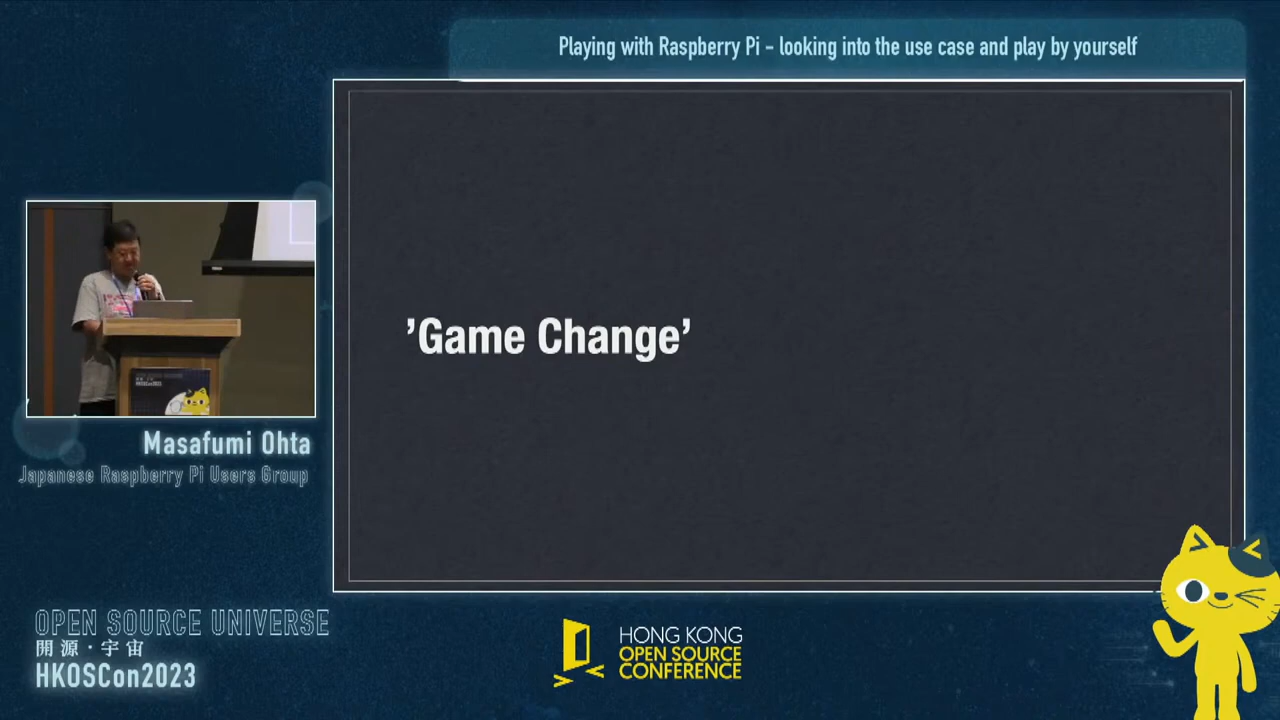 Playing with Raspberry Pi - looking into the use case and play by yourself
’Game Change’
Masafumi Ohta
Japanese Raspberry Pi Users Group
OPEN SOURCE UNIVERSE
開源・宇宙
HKOSCon2023
HONG KONG
OPEN SOURCE
CONFERENCE